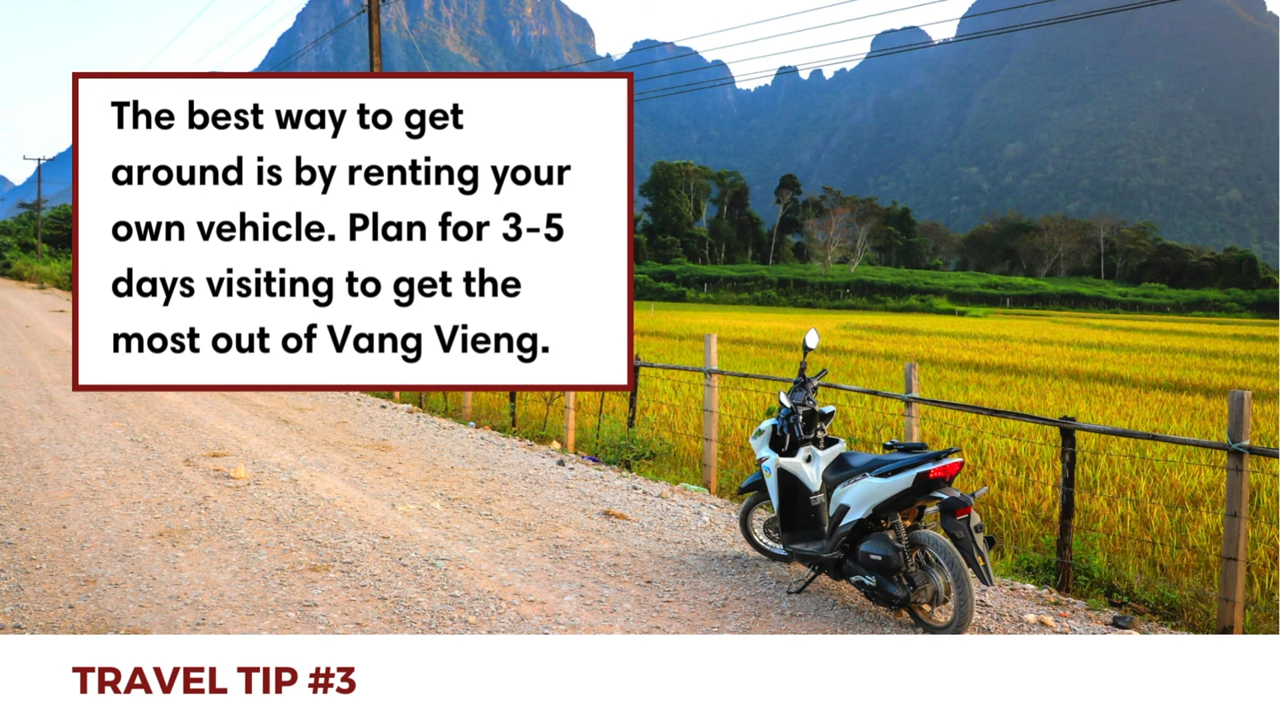 The best way to get
around is by renting your
own vehicle. Plan for 3-5
days visiting to get the
most out of Vang Vieng.
TRAVEL TIP #3